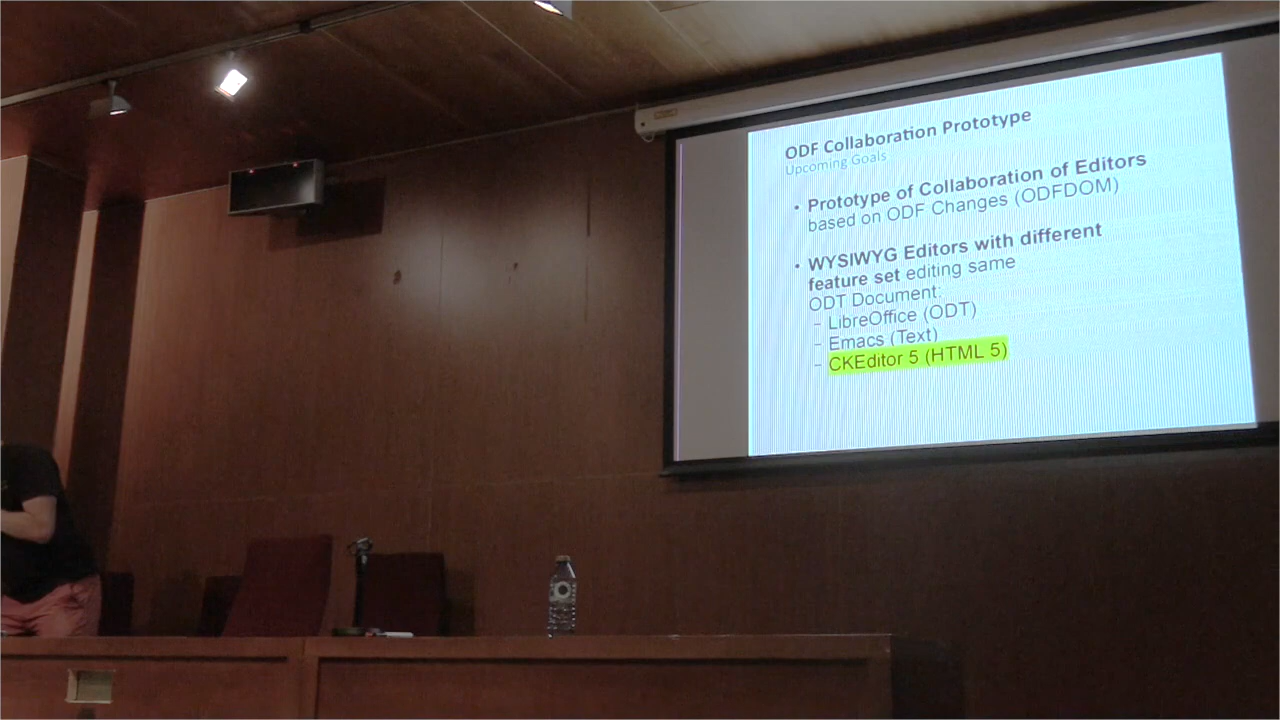 ODF Collaboration Prototype
Upcoming Goals
• Prototype of Collaboration of Editors
based on ODF Changes (ODFDOM)
• WYSIWYG Editors with different
feature set editing same
ODT Document:
– LibreOffice (ODT)
– Emacs (Text)
– CKEditor 5 (HTML 5)